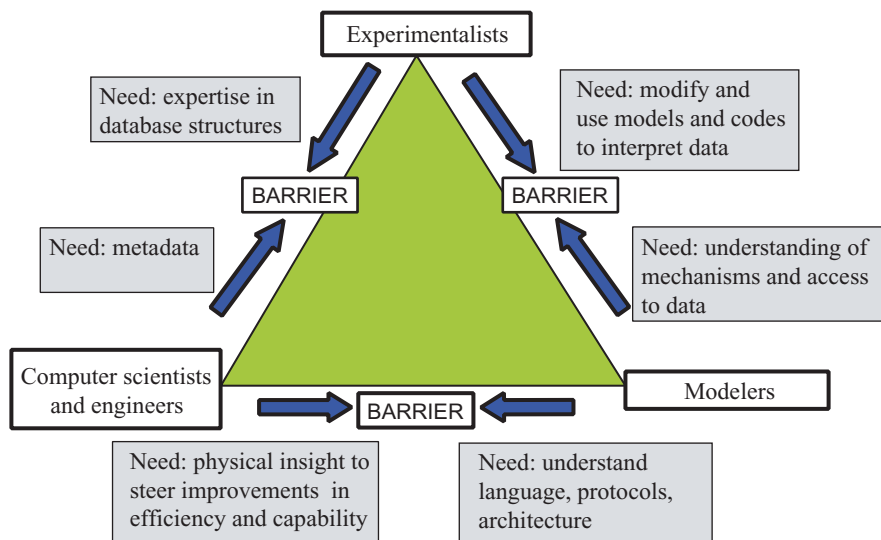 Experimentalists
Need: expertise in
database structures
Need: modify and
use models and codes
to interpret data
BARRIER
BARRIER
Need: metadata
Need: understanding of
mechanisms and access
to data
Computer scientists
and engineers
Modelers
BARRIER
Need: physical insight to
steer improvements in
efficiency and capability
Need: understand
language, protocols,
architecture